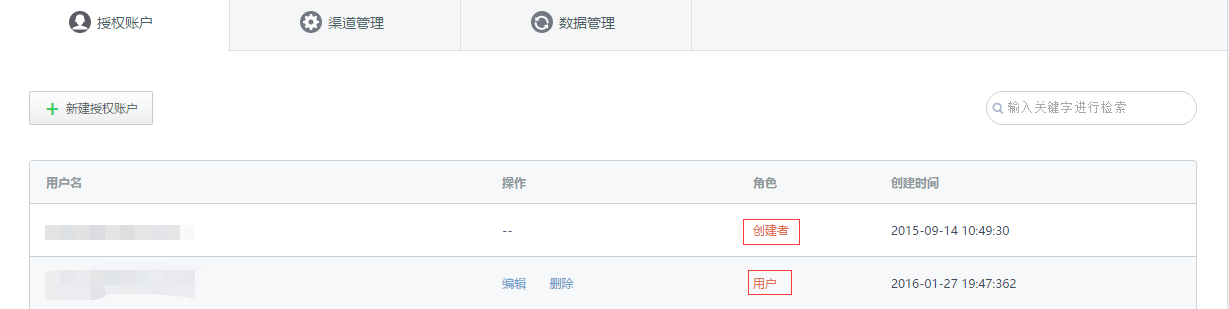 授权账户 渠道管理 数据管理
新建授权账户 输入关键字进行检索
用户名 操作 角色 创建时间
-- 创建者 2015-09-14 10:49:30
编辑 删除 用户 2016-01-27 19:47:362